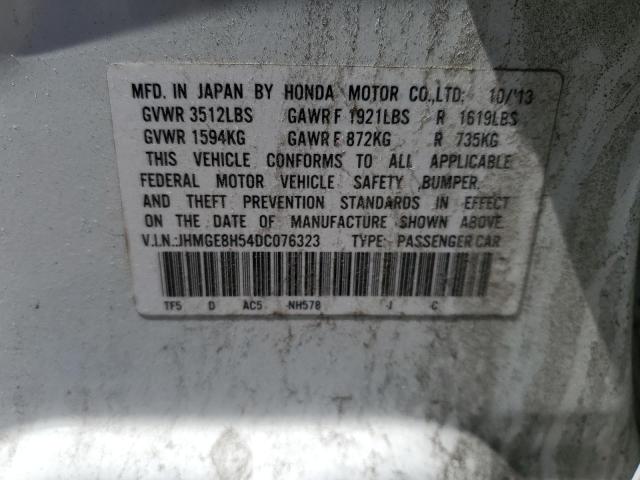 MFD. IN JAPAN BY HONDA MOTOR CO.,LTD. 10/'13
GVWR 3512LBS GAWR F 1921LBS R 1619LBS
GVWR 1594KG GAWR F 872KG R 735KG
THIS VEHICLE CONFORMS TO ALL APPLICABLE
FEDERAL MOTOR VEHICLE SAFETY ,BUMPER,
AND THEFT PREVENTION STANDARDS IN EFFECT
ON THE DATE OF MANUFACTURE SHOWN ABOVE.
V.I.N.:JHMGE8H54DC076323 TYPE: PASSENGER CAR
TF5 D AC5 NH578 -J C